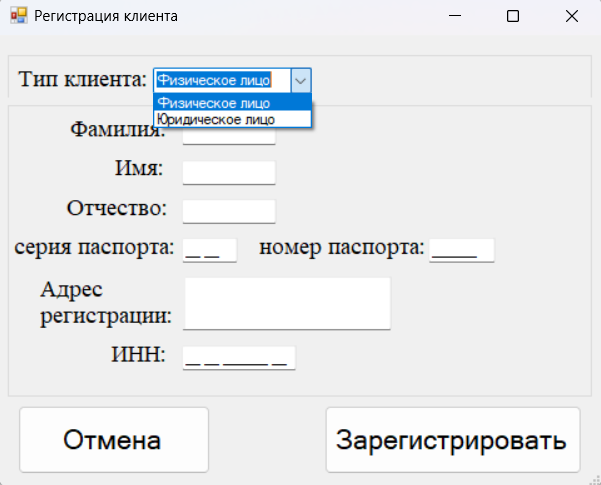 Регистрация клиента
Тип клиента: Физическое лицо
Физическое лицо
Юридическое лицо
Фамилия:
Имя:
Отчество:
серия паспорта: __ __ номер паспорта: ____
Адрес
регистрации:
ИНН: __ __ _____ __
Отмена Зарегистрировать